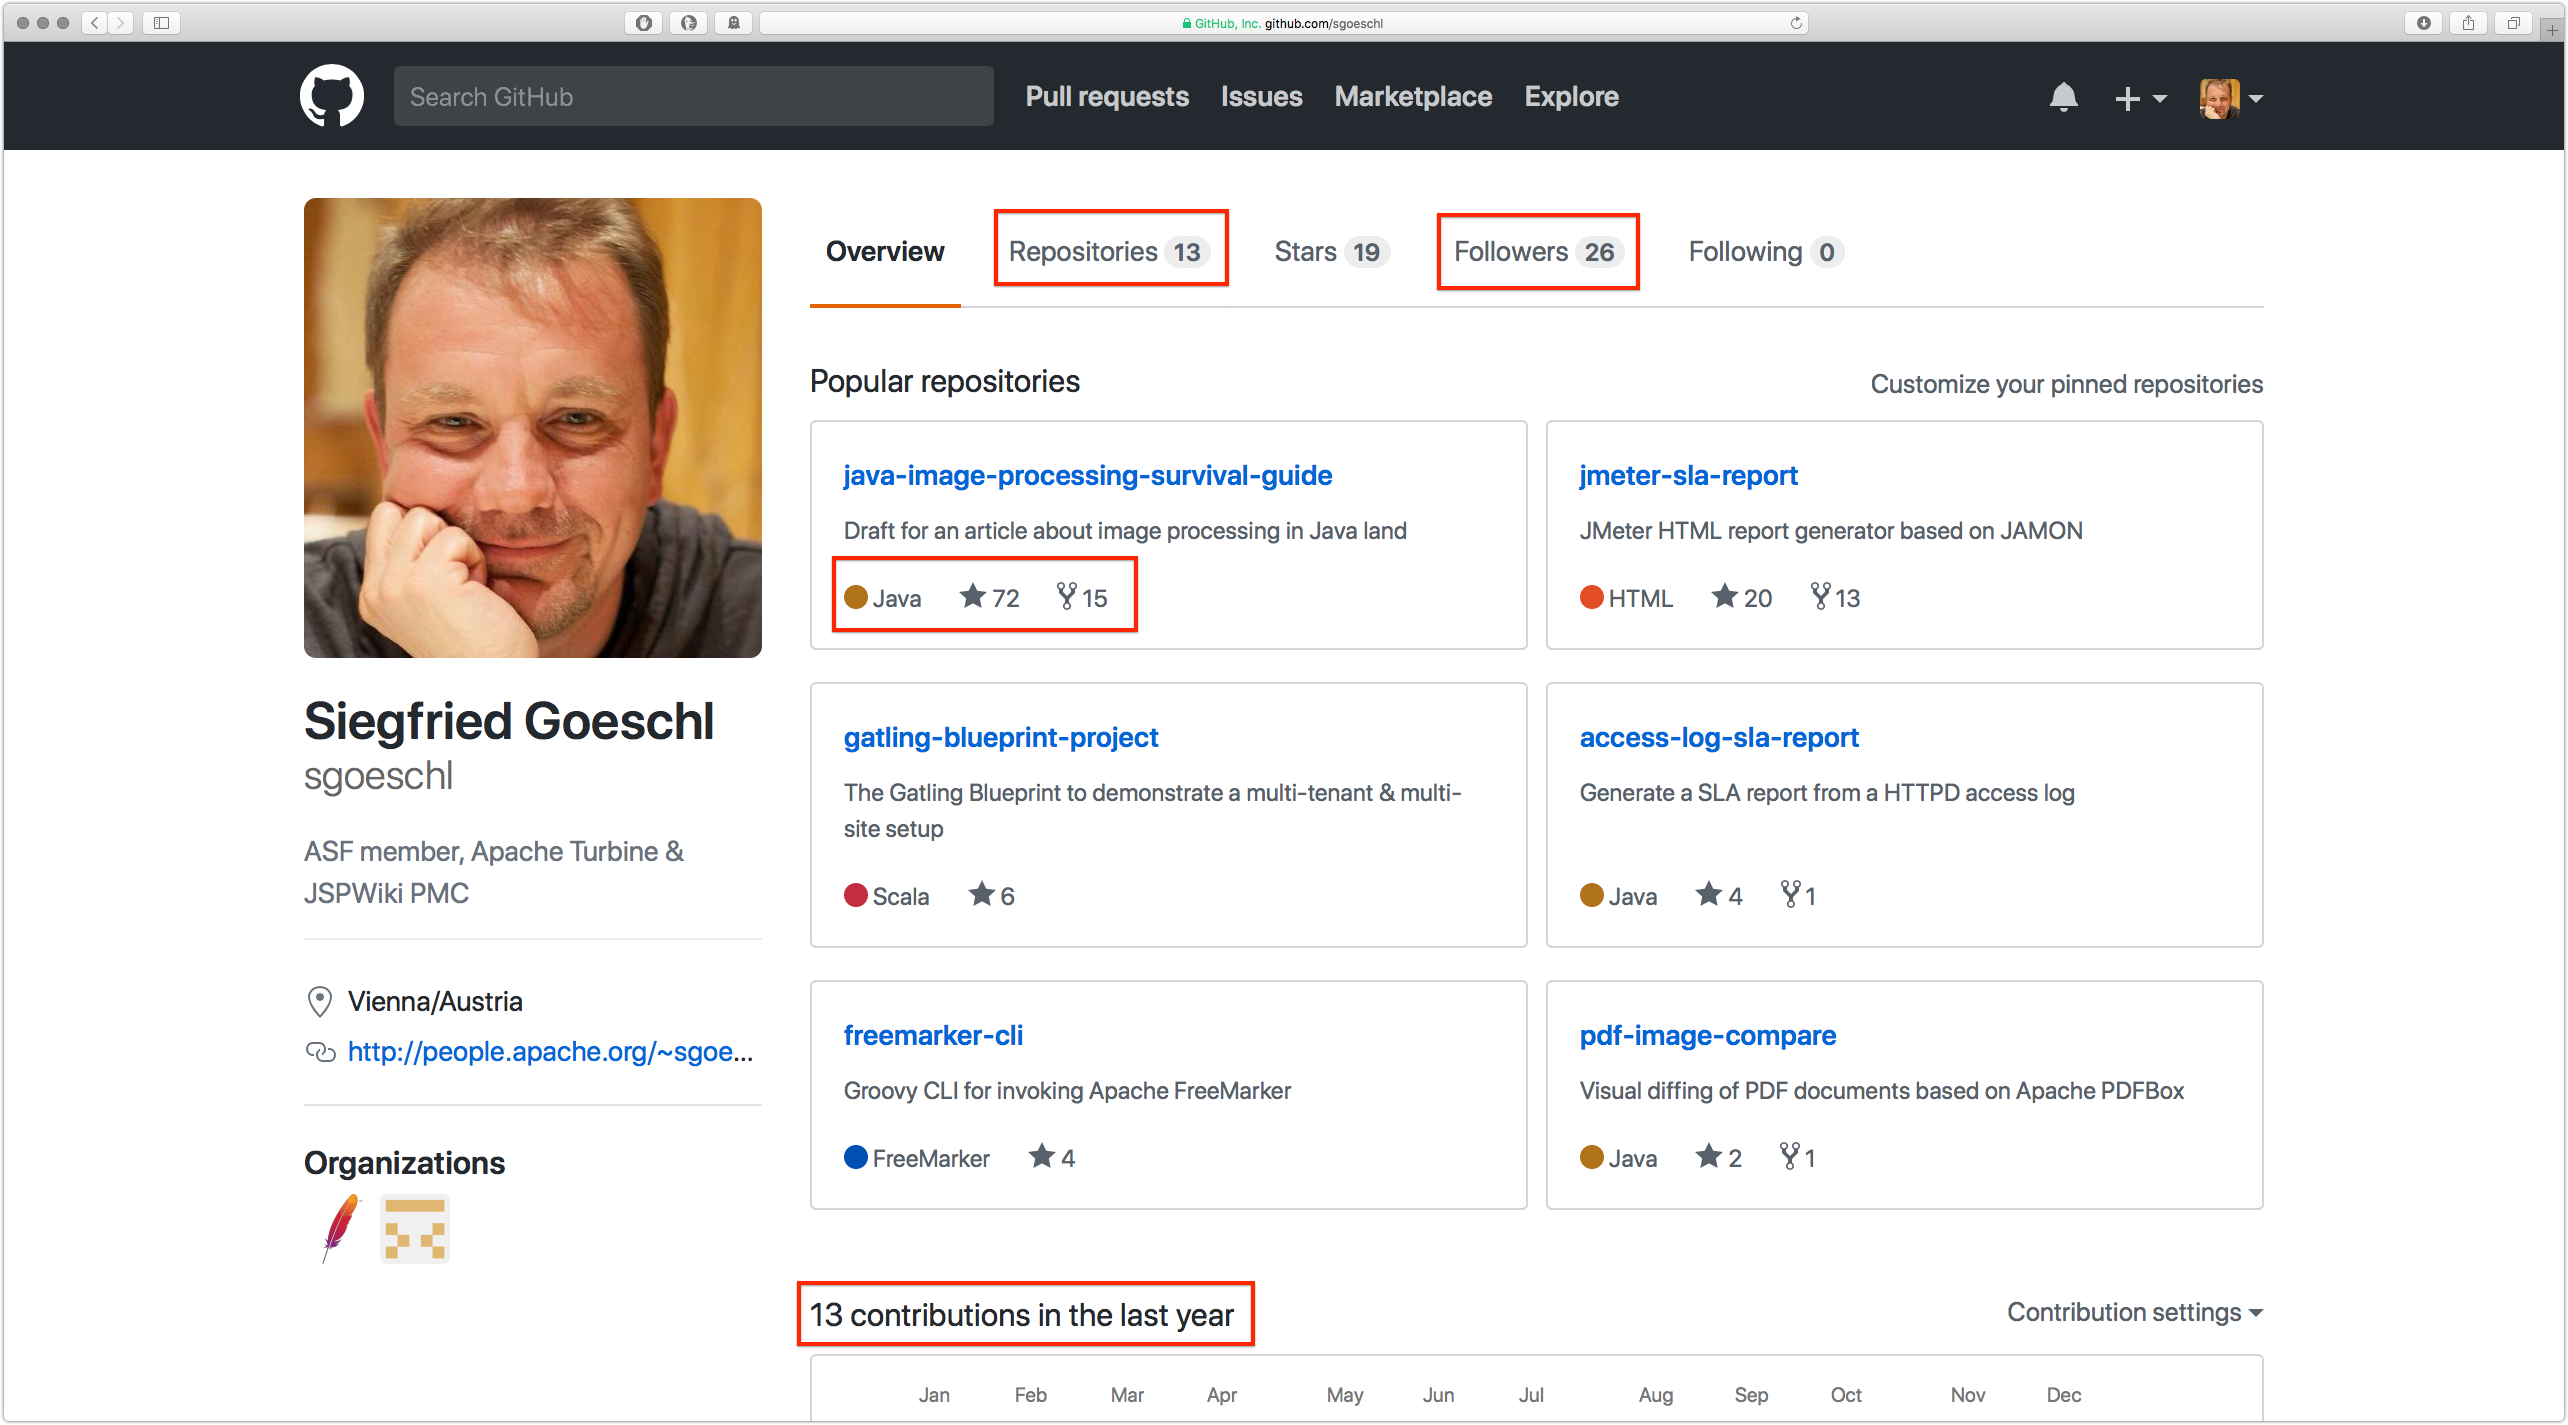 GitHub, Inc. github.com/sgoeschl
Search GitHub
Pull requests Issues Marketplace Explore
Overview Repositories 13 Stars 19 Followers 26 Following 0
Popular repositories
Customize your pinned repositories
java-image-processing-survival-guide
Draft for an article about image processing in Java land
Java 72 15
jmeter-sla-report
JMeter HTML report generator based on JAMON
HTML 20 13
gatling-blueprint-project
The Gatling Blueprint to demonstrate a multi-tenant & multi-
site setup
Scala 6
access-log-sla-report
Generate a SLA report from a HTTPD access log
Java 4 1
freemarker-cli
Groovy CLI for invoking Apache FreeMarker
FreeMarker 4
pdf-image-compare
Visual diffing of PDF documents based on Apache PDFBox
Java 2 1
Siegfried Goeschl
sgoeschl
ASF member, Apache Turbine &
JSPWiki PMC
Vienna/Austria
http://people.apache.org/~sgoe...
Organizations
13 contributions in the last year
Contribution settings
Jan Feb Mar Apr May Jun Jul Aug Sep Oct Nov Dec